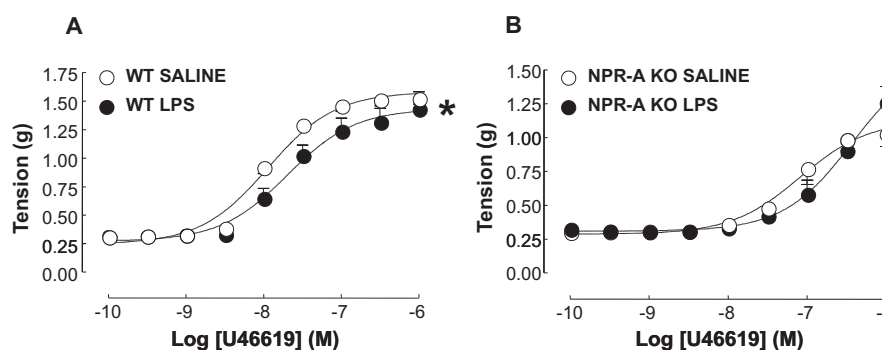 A
WT SALINE
WT LPS
*
Tension (g)
1.75
1.50
1.25
1.00
0.75
0.50
0.25
0.00
-10 -9 -8 -7 -6
Log [U46619] (M)
B
NPR-A KO SALINE
NPR-A KO LPS
Tension (g)
1.50
1.25
1.00
0.75
0.50
0.25
0.00
-10 -9 -8 -7
Log [U46619] (M)